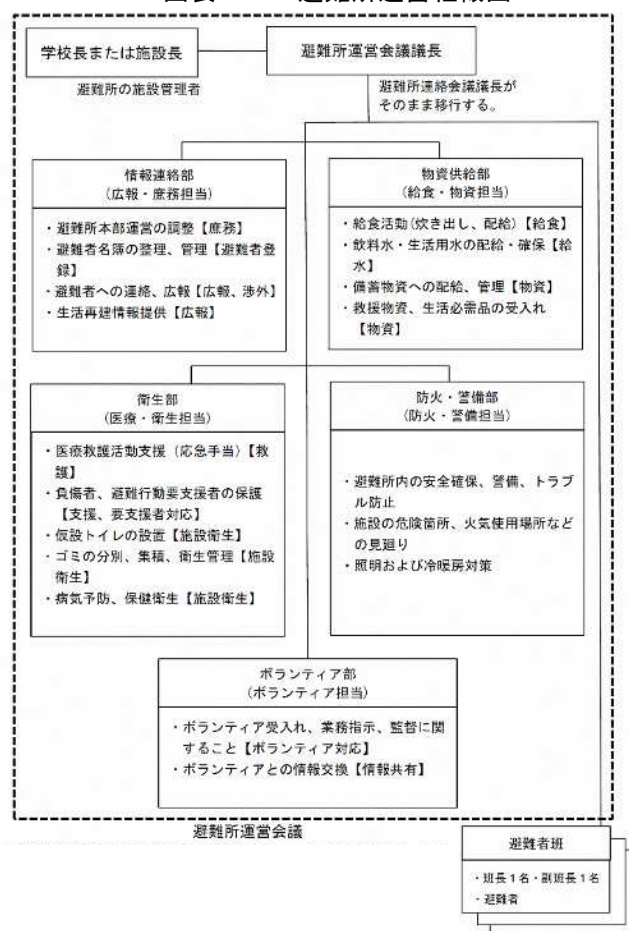 学校長または施設長
避難所運営会議議長
避難所の施設管理者
避難所連絡会議議長が
そのまま移行する。
情報連絡部
(広報・庶務担当)
・避難所本部運営の調整【庶務】
・避難者名簿の整理、管理【避難者登
録】
・避難者への連絡、広報【広報、渉外】
・生活再建情報提供【広報】
物資供給部
(給食・物資担当)
・給食活動(炊き出し、配給)【給食】
・飲料水・生活用水の配給・確保【給
水】
・備蓄物資への配給、管理【物資】
・救援物資、生活必需品の受入れ
【物資】
衛生部
(医療・衛生担当)
・医療救護活動支援(応急手当)【救
護】
・負傷者、避難行動要支援者の保護
【支援、要支援者対応】
・仮設トイレの設置【施設衛生】
・ゴミの分別、集積、衛生管理【施設
衛生】
・病気予防、保健衛生【施設衛生】
防火・警備部
(防火・警備担当)
・避難所内の安全確保、警備、トラブ
ル防止
・施設の危険箇所、火気使用場所など
の見廻り
・照明および冷暖房対策
ボランティア部
(ボランティア担当)
・ボランティア受入れ、業務指示、監督に関
すること【ボランティア対応】
・ボランティアとの情報交換【情報共有】
避難所運営会議
避難者班
・班長1名・副班長1名
・避難者